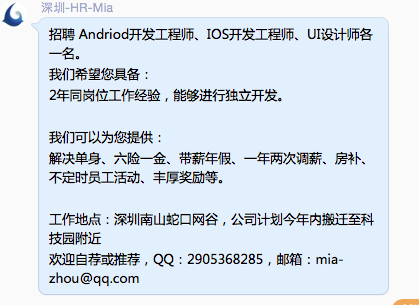 深圳-HR-Mia
招聘 Andriod开发工程师、IOS开发工程师、UI设计师各
一名。
我们希望您具备：
2年同岗位工作经验，能够进行独立开发。
我们可以为您提供：
解决单身、六险一金、带薪年假、一年两次调薪、房补、
不定时员工活动、丰厚奖励等。
工作地点：深圳南山蛇口网谷，公司计划今年内搬迁至科
技园附近
欢迎自荐或推荐，QQ：2905368285，邮箱：mia-
zhou@qq.com